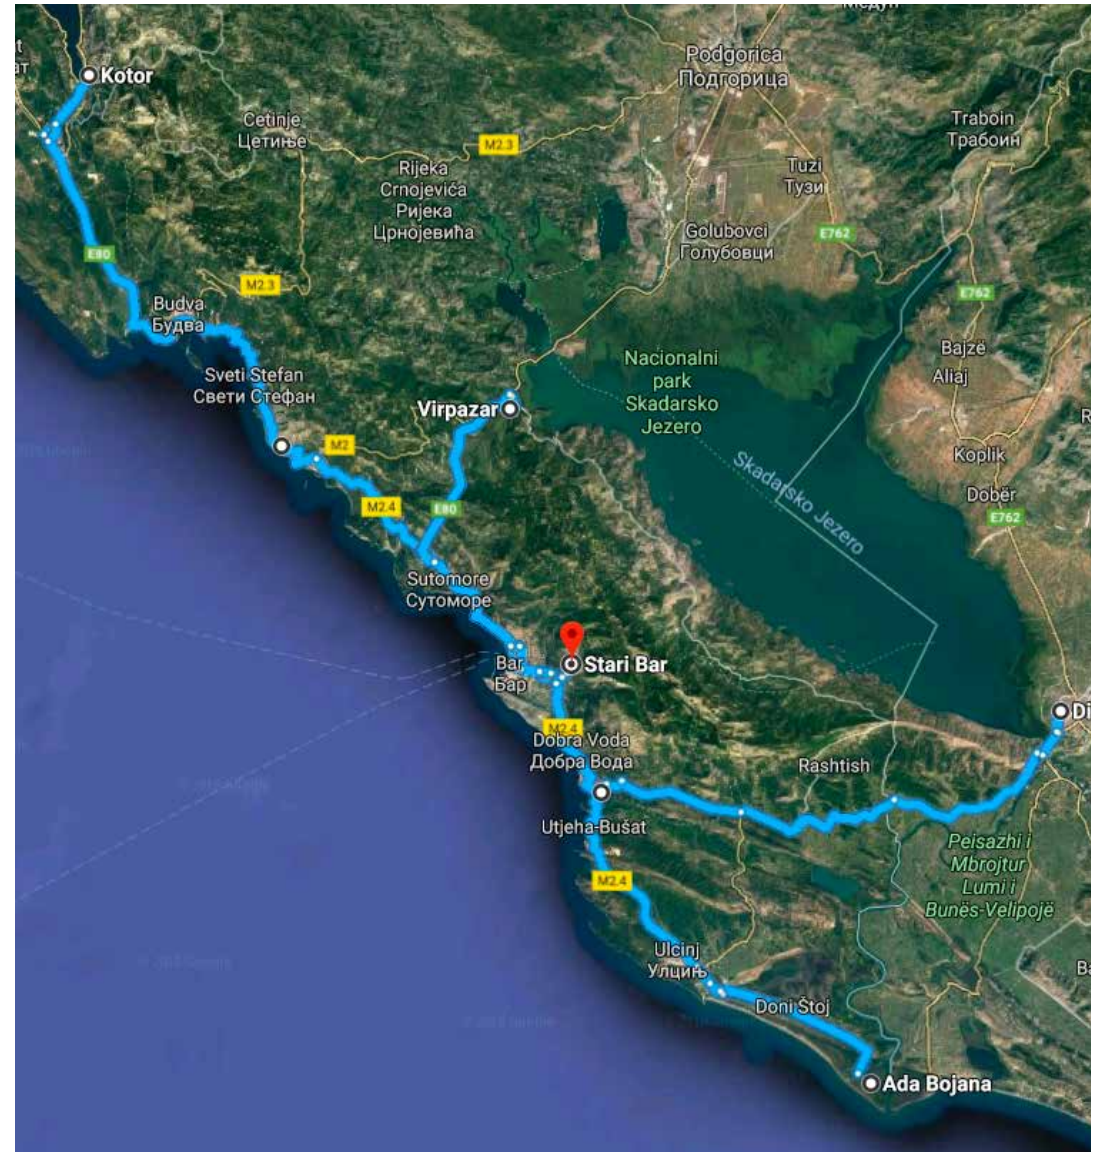 Kotor
Podgorica
Подгорица
Cetinje
Цетиње
Traboin
Трабоин
M2.3
Rijeka
Crnojevića
Ријека
Црнојевића
Tuzi
Тузи
Golubovci
Голубовци
E762
E80
M2.3
E762
Budva
Будва
Bajzë
Aliaj
Nacionalni
park
Skadarsko
Jezero
Sveti Stefan
Свети Стефан
Virpazar
M2
Koplik
Skadarsko Jezero
Dobër
M2.4
E80
E762
Sutomore
Сутоморе
Bar
Бар
Stari Bar
Di
M2.4
Dobra Voda
Добра Вода
Rashtish
Utjeha-Bušat
Peisazhi i
Mbrojtur
Lumi i
Bunës-Velipojë
M2.4
Ulcinj
Улцињ
Doni Štoj
Ada Bojana